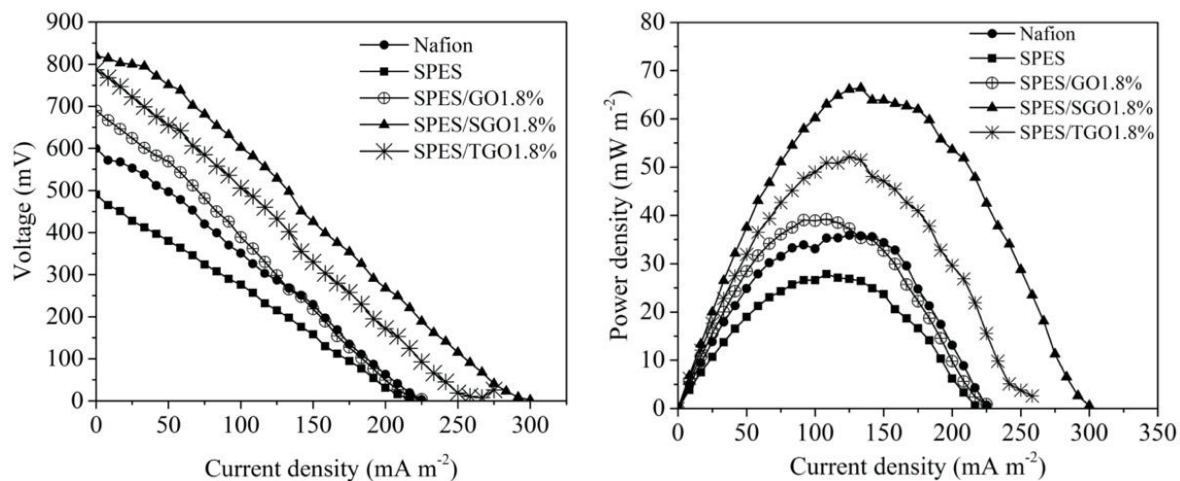 900
800
700
600
500
400
300
200
100
0
Voltage (mV)
0 50 100 150 200 250 300
Current density (mA m⁻²)
Nafion
SPES
SPES/GO1.8%
SPES/SGO1.8%
SPES/TGO1.8%
80
70
60
50
40
30
20
10
0
Power density (mW m⁻²)
0 50 100 150 200 250 300 350
Current density (mA m⁻²)
Nafion
SPES
SPES/GO1.8%
SPES/SGO1.8%
SPES/TGO1.8%